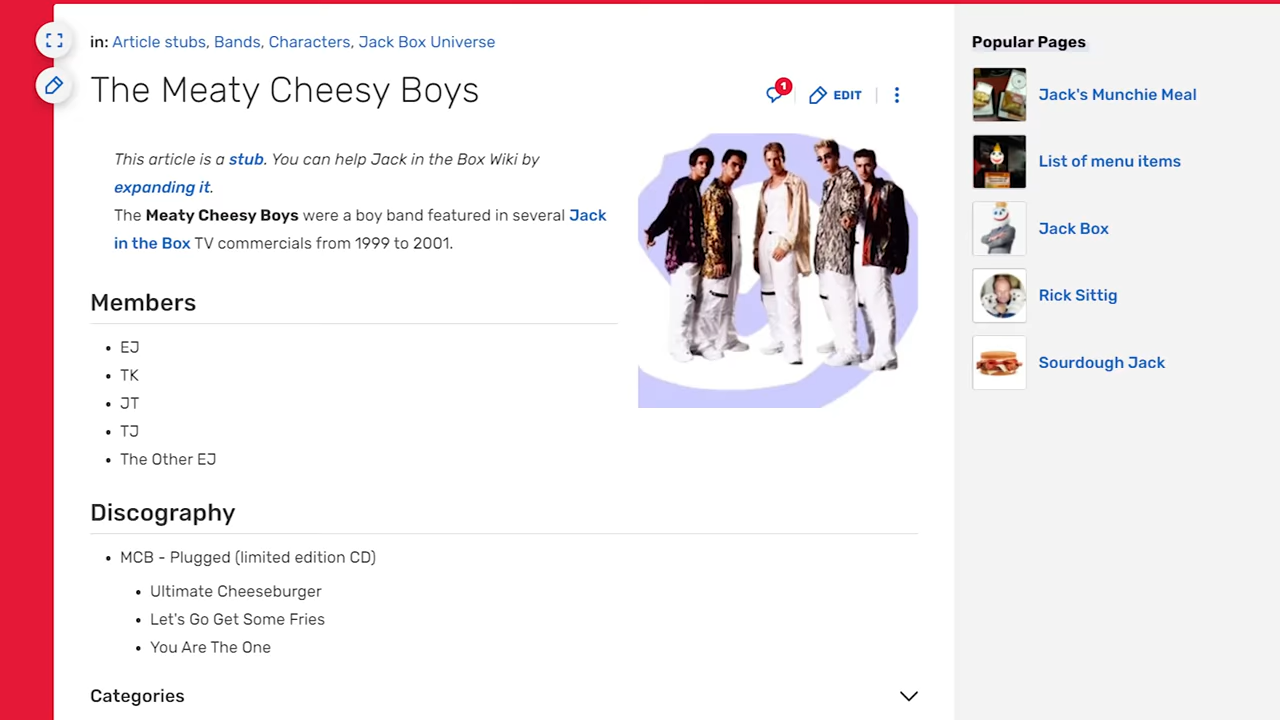 in: Article stubs, Bands, Characters, Jack Box Universe
The Meaty Cheesy Boys
1
EDIT
This article is a stub. You can help Jack in the Box Wiki by
expanding it.
The Meaty Cheesy Boys were a boy band featured in several Jack
in the Box TV commercials from 1999 to 2001.
Members
EJ
TK
JT
TJ
The Other EJ
Discography
MCB - Plugged (limited edition CD)
Ultimate Cheeseburger
Let's Go Get Some Fries
You Are The One
Categories
Popular Pages
Jack's Munchie Meal
List of menu items
Jack Box
Rick Sittig
Sourdough Jack